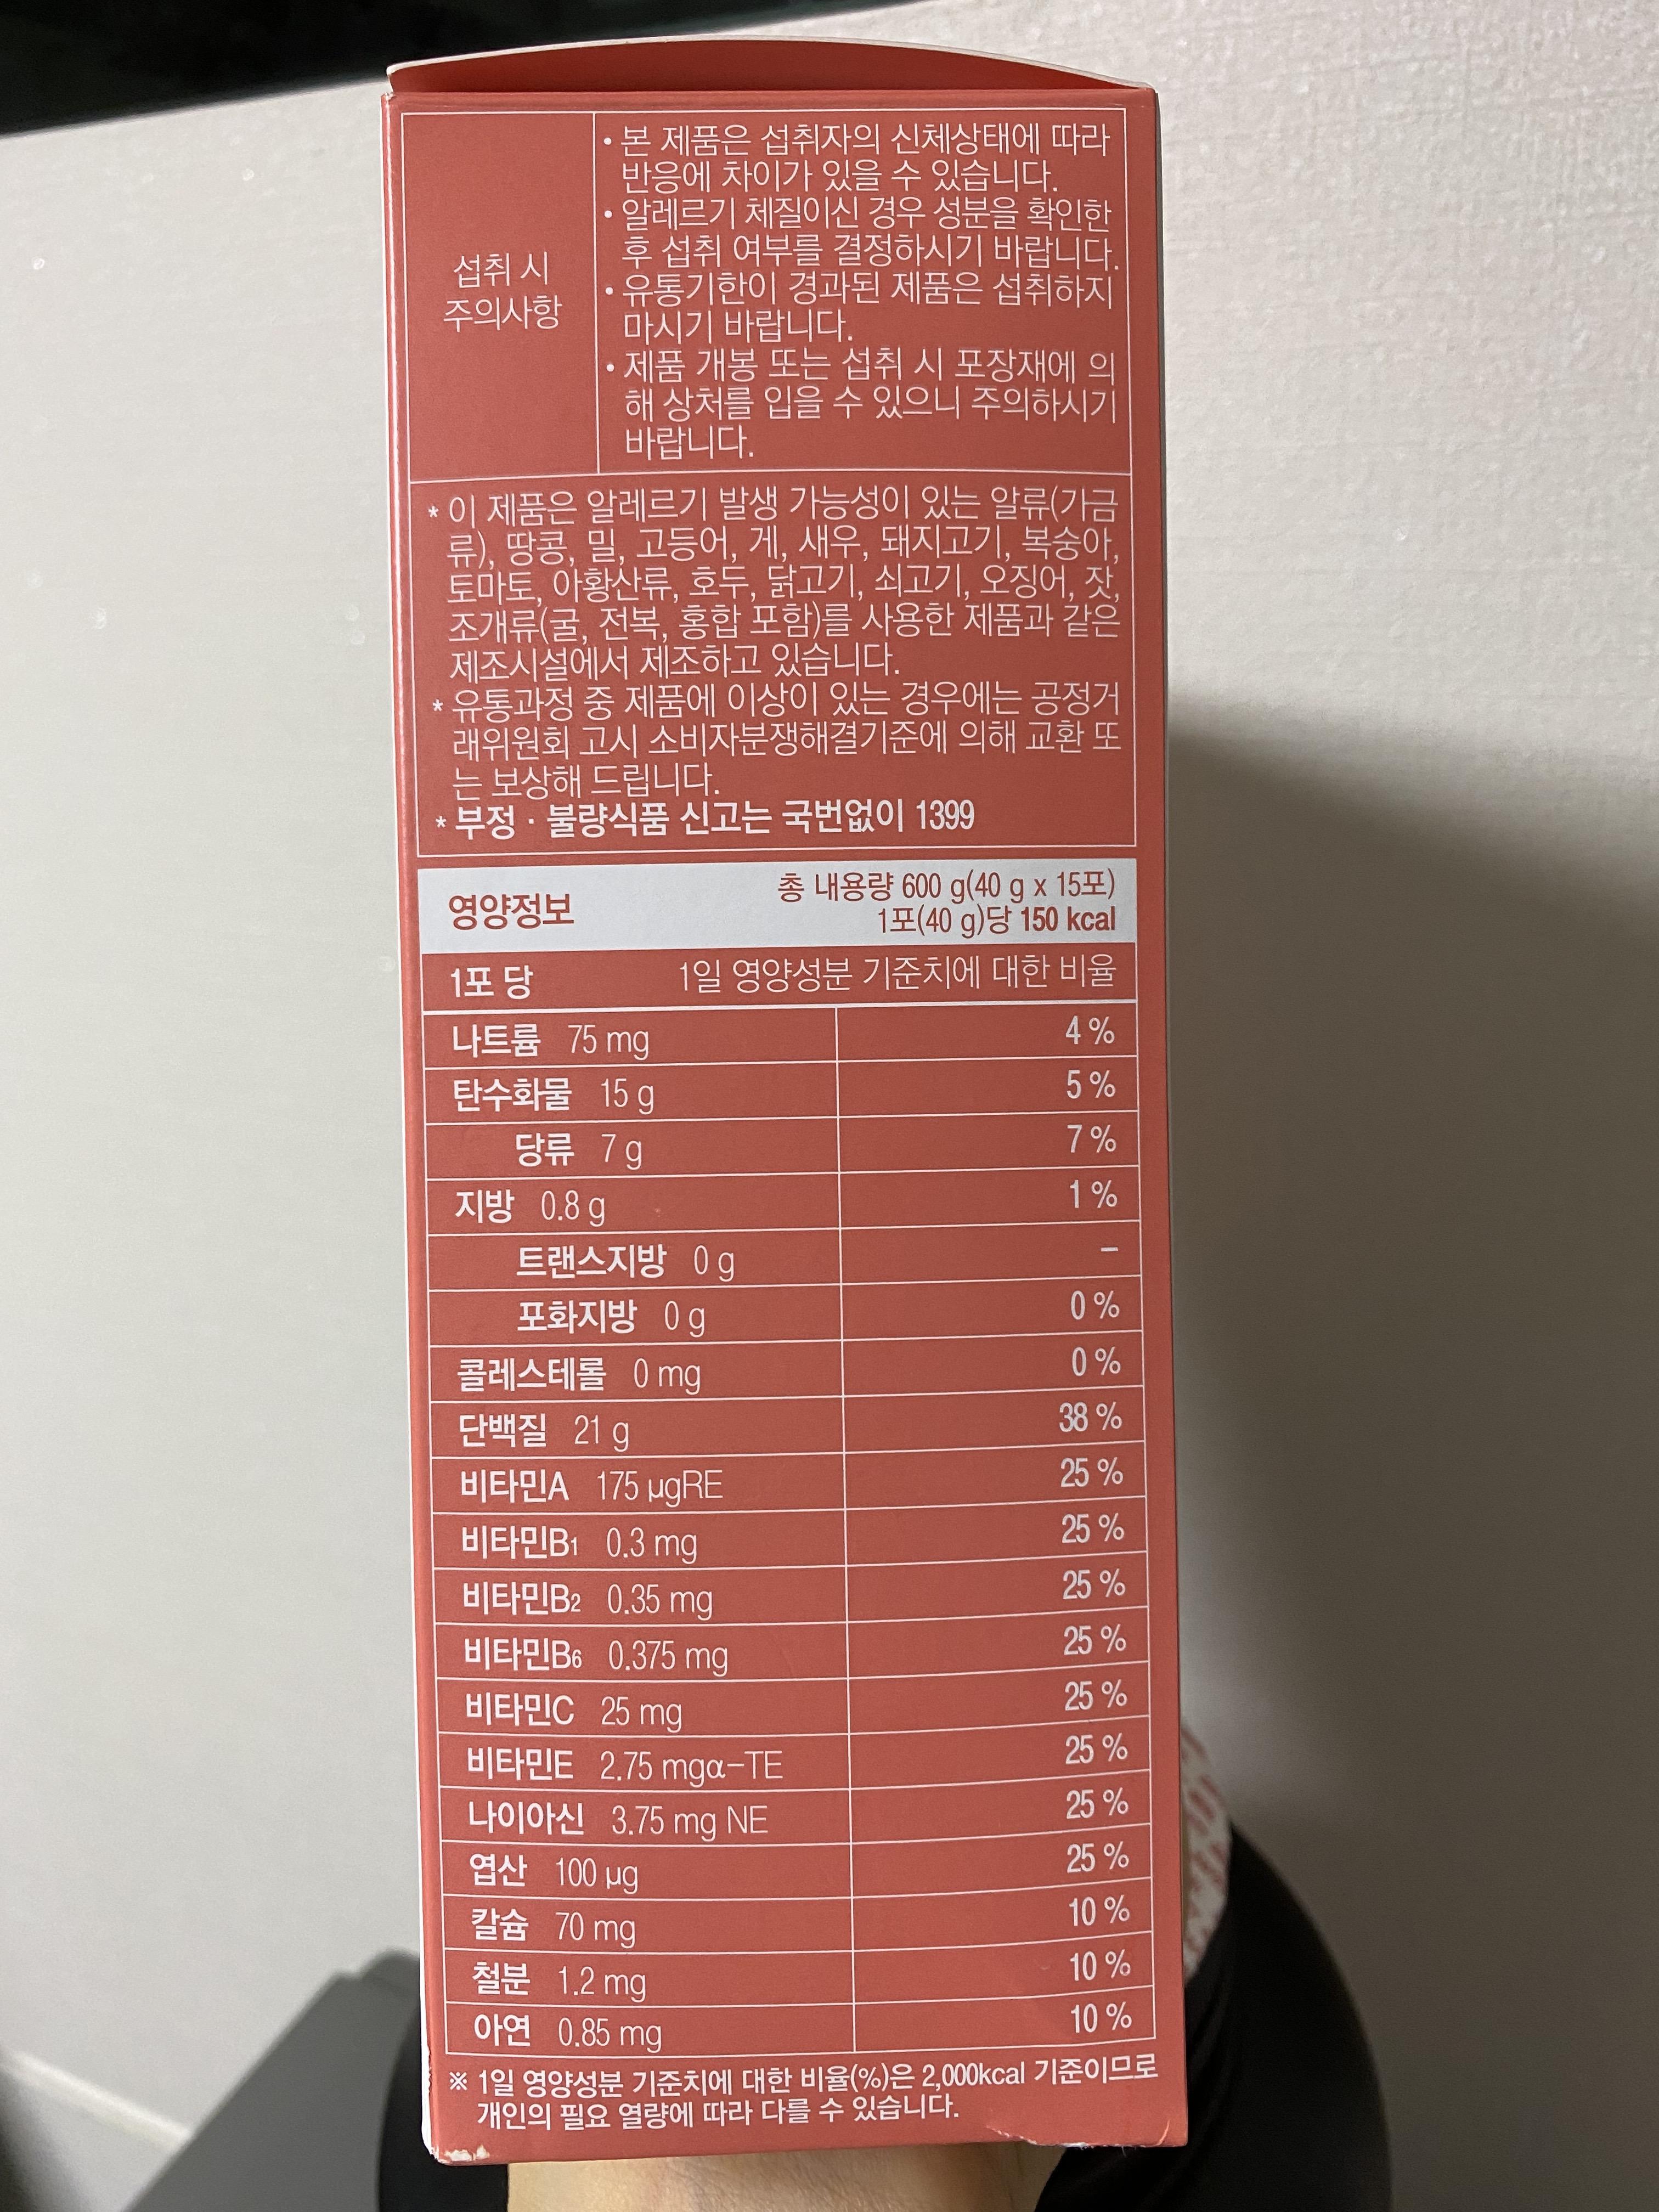 섭취 시
주의사항
• 본 제품은 섭취자의 신체상태에 따라
반응에 차이가 있을 수 있습니다.
• 알레르기 체질이신 경우 성분을 확인한
후 섭취 여부를 결정하시기 바랍니다.
• 유통기한이 경과된 제품은 섭취하지
마시기 바랍니다.
• 제품 개봉 또는 섭취 시 포장재에 의
해 상처를 입을 수 있으니 주의하시기
바랍니다.
* 이 제품은 알레르기 발생 가능성이 있는 알류(가금
류), 땅콩, 밀, 고등어, 게, 새우, 돼지고기, 복숭아,
토마토, 아황산류, 호두, 닭고기, 쇠고기, 오징어, 잣,
조개류(굴, 전복, 홍합 포함)를 사용한 제품과 같은
제조시설에서 제조하고 있습니다.
* 유통과정 중 제품에 이상이 있는 경우에는 공정거
래위원회 고시 소비자분쟁해결기준에 의해 교환 또
는 보상해 드립니다.
* 부정 · 불량식품 신고는 국번없이 1399
영양정보
총 내용량 600 g(40 g x 15포)
1포(40 g)당 150 kcal
1포 당 1일 영양성분 기준치에 대한 비율
나트륨 75 mg 4 %
탄수화물 15 g 5 %
당류 7 g 7 %
지방 0.8 g 1 %
트랜스지방 0 g –
포화지방 0 g 0 %
콜레스테롤 0 mg 0 %
단백질 21 g 38 %
비타민A 175 μgRE 25 %
비타민B1 0.3 mg 25 %
비타민B2 0.35 mg 25 %
비타민B6 0.375 mg 25 %
비타민C 25 mg 25 %
비타민E 2.75 mgα-TE 25 %
나이아신 3.75 mg NE 25 %
엽산 100 μg 25 %
칼슘 70 mg 10 %
철분 1.2 mg 10 %
아연 0.85 mg 10 %
※ 1일 영양성분 기준치에 대한 비율(%)은 2,000kcal 기준이므로
개인의 필요 열량에 따라 다를 수 있습니다.